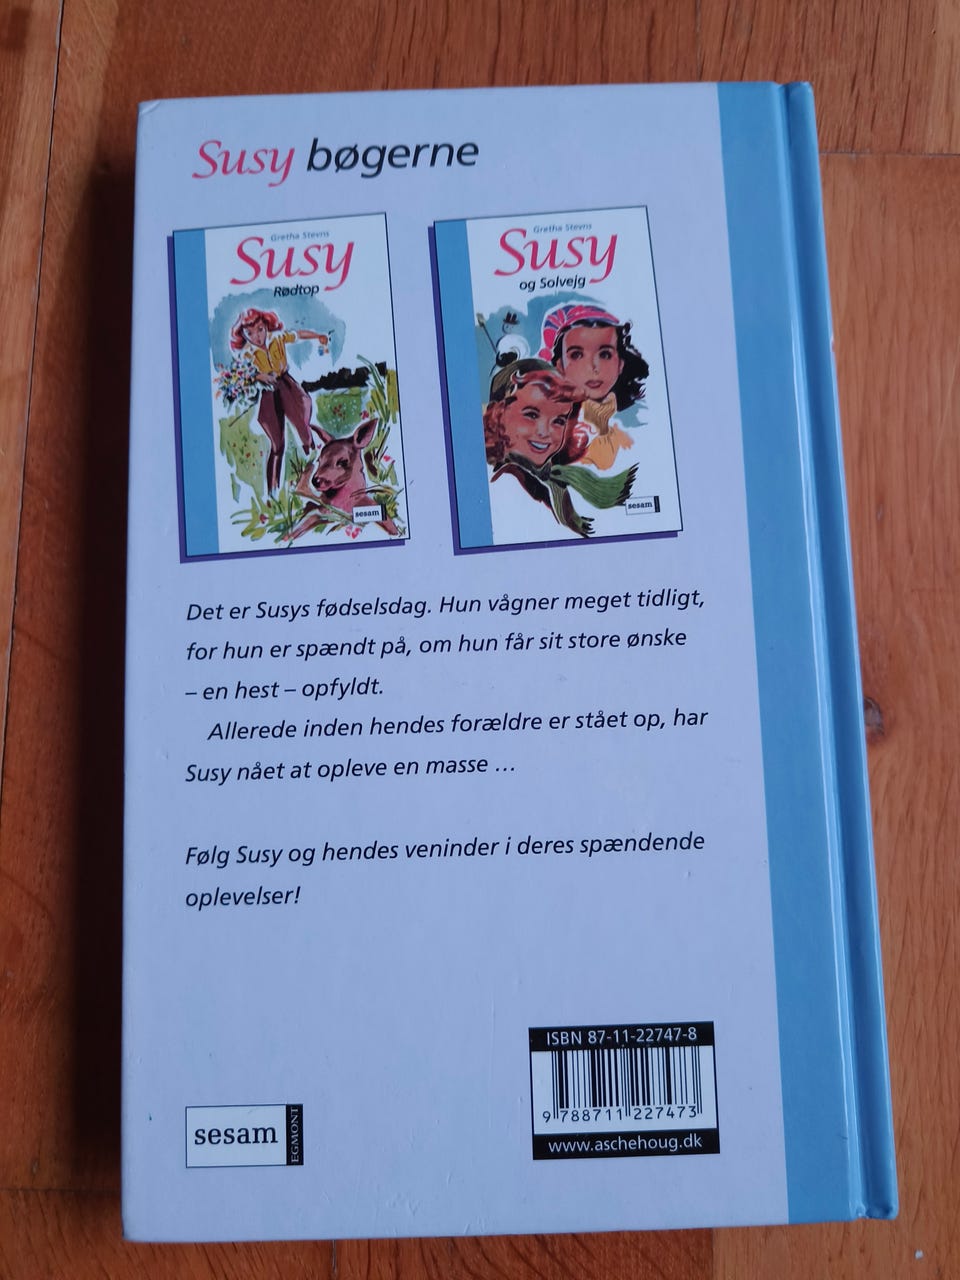 Susy bøgerne
Gretha Stevns
Susy
Rødtop
sesam
Gretha Stevns
Susy
og Solvejg
sesam
Det er Susys fødselsdag. Hun vågner meget tidligt,
for hun er spændt på, om hun får sit store ønske
– en hest – opfyldt.
Allerede inden hendes forældre er stået op, har
Susy nået at opleve en masse ...
Følg Susy og hendes veninder i deres spændende
oplevelser!
sesam
EGMONT
ISBN 87-11-22747-8
9 788711 227473
www.aschehoug.dk